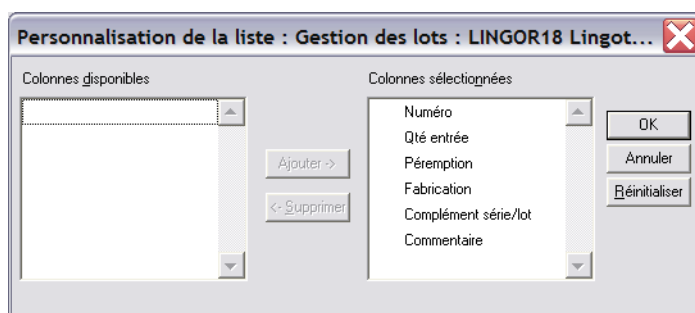 Personnalisation de la liste : Gestion des lots : LINGOR18 Lingot...
Colonnes disponibles
Colonnes sélectionnées
Numéro
Qté entrée
Péremption
Fabrication
Complément série/lot
Commentaire
Ajouter ->
<- Supprimer
OK
Annuler
Réinitialiser